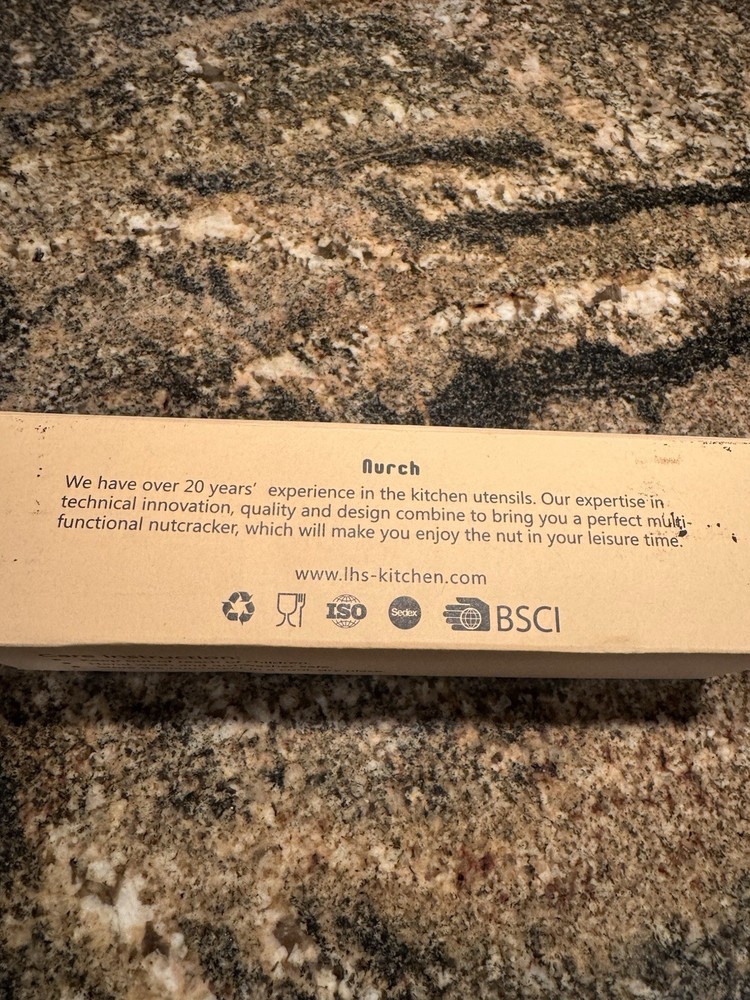 Nurch
We have over 20 years' experience in the kitchen utensils. Our expertise in
technical innovation, quality and design combine to bring you a perfect multi-
functional nutcracker, which will make you enjoy the nut in your leisure time.
www.lhs-kitchen.com
ISO Sedex BSCI
Care instruction: